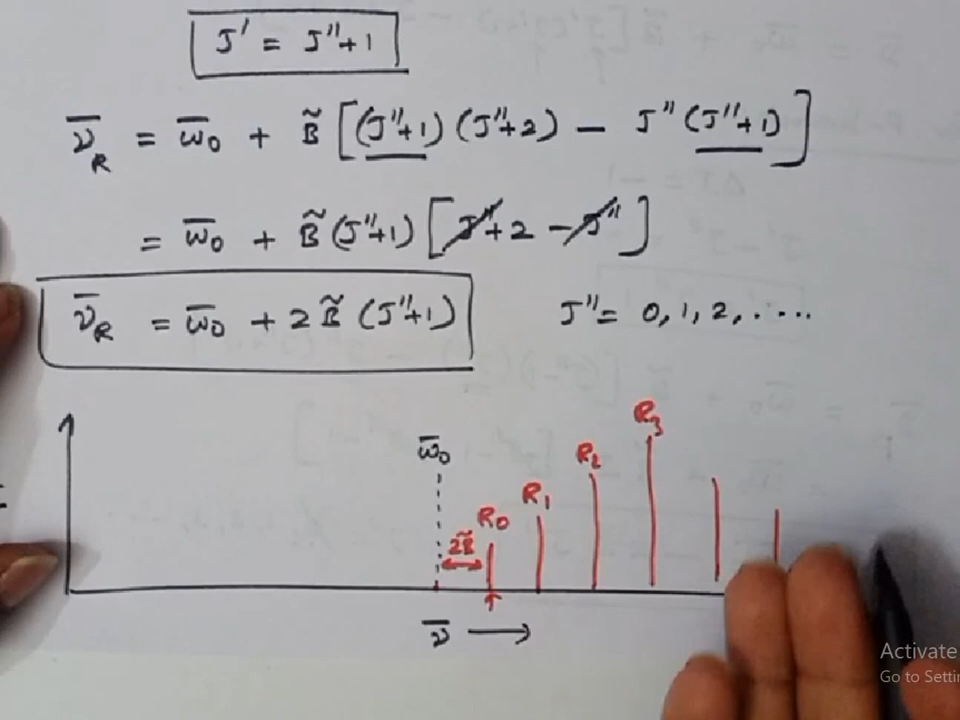 J' = J''+1
ν̅_R = ω̅₀ + B̃ [(J''+1)(J''+2) − J''(J''+1)]
= ω̅₀ + B̃ (J''+1) [J''+2 − J'']
ν̅_R = ω̅₀ + 2B̃ (J''+1)
J'' = 0, 1, 2, ....
R₃
ω̅₀
R₂
R₁
R₀
2B̃
ν̅ →
Activate
Go to Settin